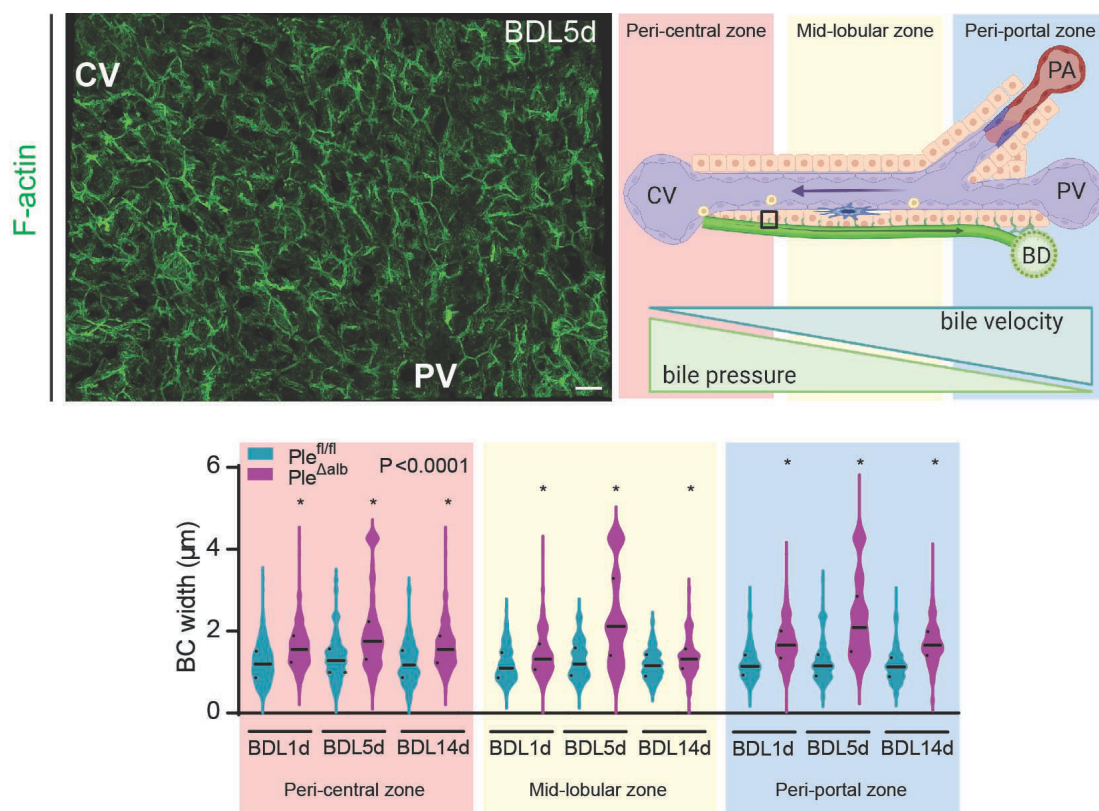 F-actin
BDL5d
CV
PV
Peri-central zone
Mid-lobular zone
Peri-portal zone
PA
CV
PV
BD
bile velocity
bile pressure
Ple^fl/fl
Ple^Δalb
P<0.0001
BC width (μm)
6
4
2
0
* * * * * * * * *
BDL1d BDL5d BDL14d BDL1d BDL5d BDL14d BDL1d BDL5d BDL14d
Peri-central zone Mid-lobular zone Peri-portal zone